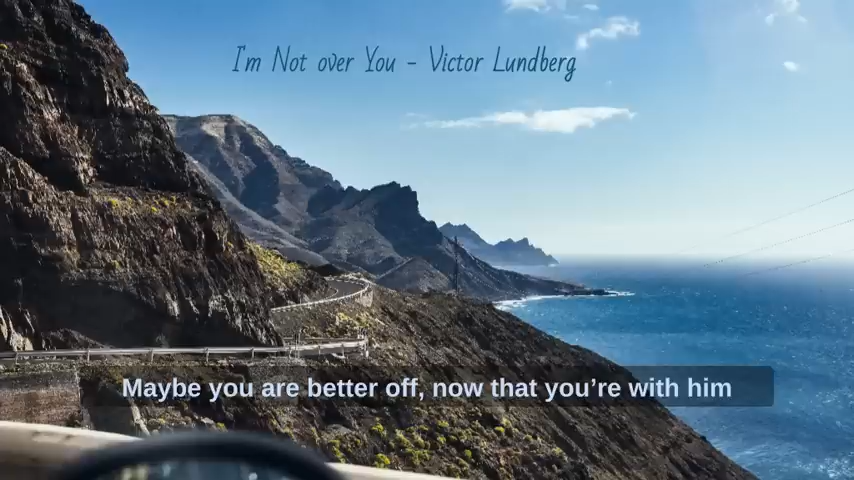 I'm Not over You - Victor Lundberg
Maybe you are better off, now that you’re with him